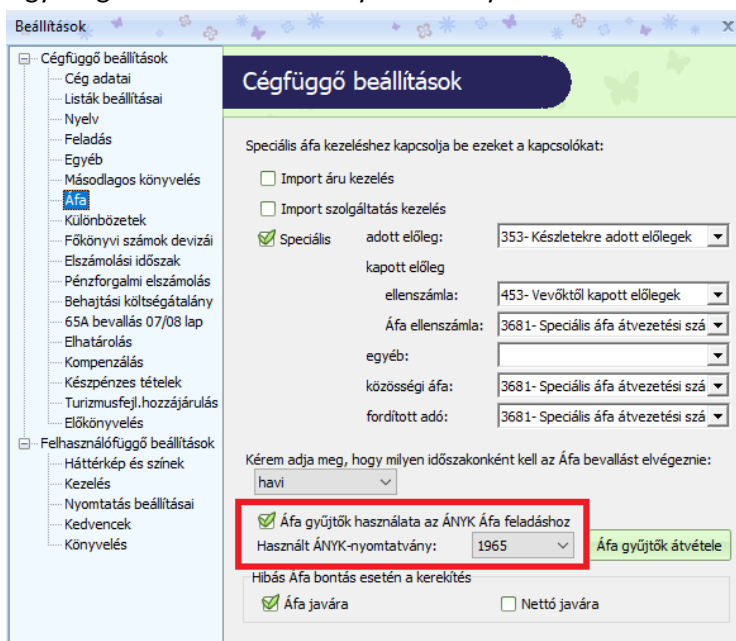 Beállítások
Cégfüggő beállítások
Cég adatai
Listák beállításai
Nyelv
Feladás
Egyéb
Másodlagos könyvelés
Áfa
Különbözetek
Főkönyvi számok devizái
Elszámolási időszak
Pénzforgalmi elszámolás
Behajtási költségátalány
65A bevallás 07/08 lap
Elhatárolás
Kompenzálás
Készpénzes tételek
Turizmusfejl.hozzájárulás
Előkönyvelés
Felhasználófüggő beállítások
Háttérkép és színek
Kezelés
Nyomtatás beállításai
Kedvencek
Könyvelés
Cégfüggő beállítások
Speciális áfa kezeléshez kapcsolja be ezeket a kapcsolókat:
Import áru kezelés
Import szolgáltatás kezelés
Speciális adott előleg: 353- Készletekre adott előlegek
kapott előleg
ellenszámla: 453- Vevőktől kapott előlegek
Áfa ellenszámla: 3681- Speciális áfa átvezetési szá
egyéb:
közösségi áfa: 3681- Speciális áfa átvezetési szá
fordított adó: 3681- Speciális áfa átvezetési szá
Kérem adja meg, hogy milyen időszakonként kell az Áfa bevallást elvégeznie:
havi
Áfa gyűjtők használata az ÁNYK Áfa feladáshoz
Használt ÁNYK-nyomtatvány: 1965 Áfa gyűjtők átvétele
Hibás Áfa bontás esetén a kerekítés
Áfa javára Nettó javára